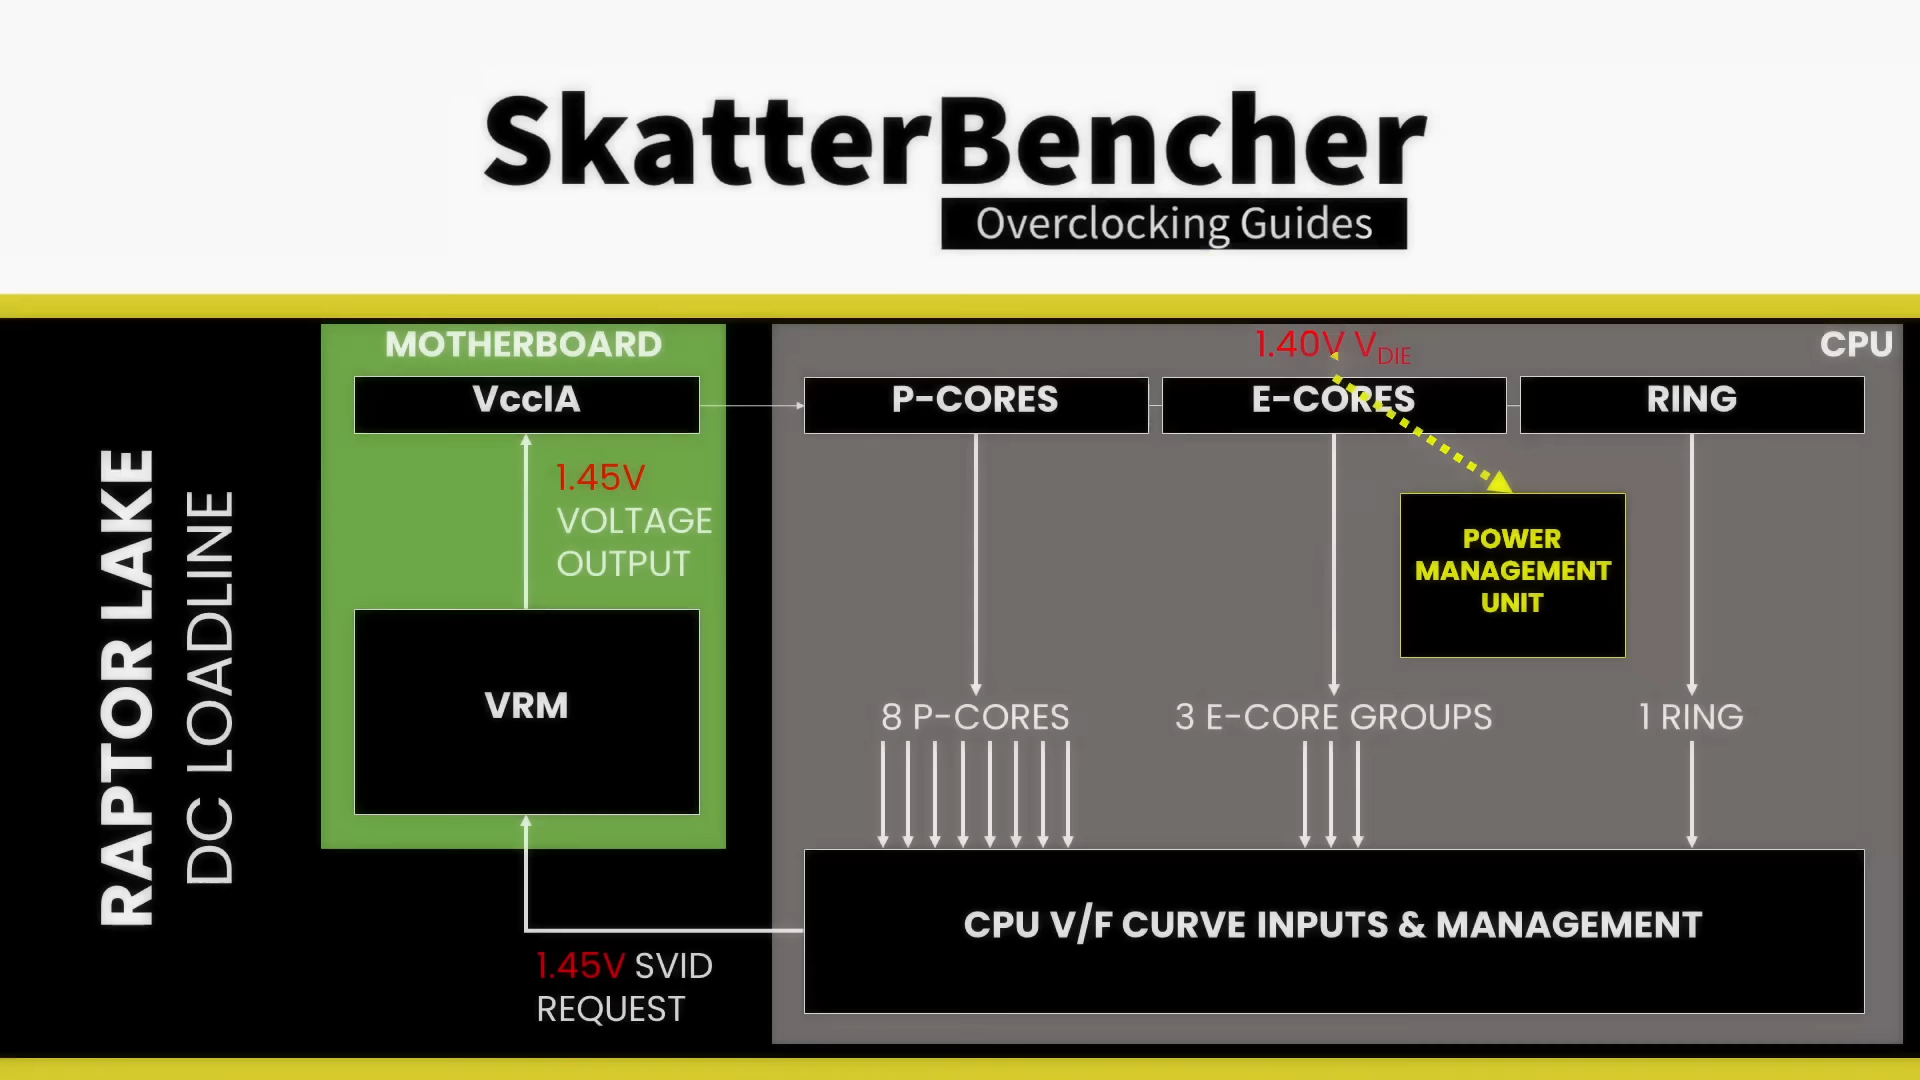 SkatterBencher
Overclocking Guides
RAPTOR LAKE
DC LOADLINE
MOTHERBOARD
VccIA
1.45V
VOLTAGE
OUTPUT
VRM
1.45V SVID
REQUEST
CPU
1.40V VDIE
P-CORES
E-CORES
RING
POWER
MANAGEMENT
UNIT
8 P-CORES
3 E-CORE GROUPS
1 RING
CPU V/F CURVE INPUTS & MANAGEMENT